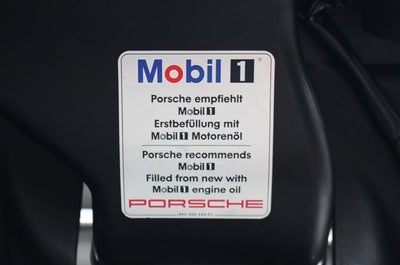 Mobil 1
Porsche empfiehlt
Mobil 1
Erstbefüllung mit
Mobil 1 Motorenöl
Porsche recommends
Mobil 1
Filled from new with
Mobil 1 engine oil
PORSCHE